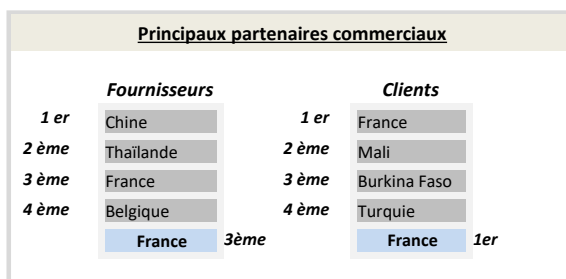 Principaux partenaires commerciaux
Fournisseurs Clients
1 er Chine 1 er France
2 ème Thaïlande 2 ème Mali
3 ème France 3 ème Burkina Faso
4 ème Belgique 4 ème Turquie
France 3ème France 1er